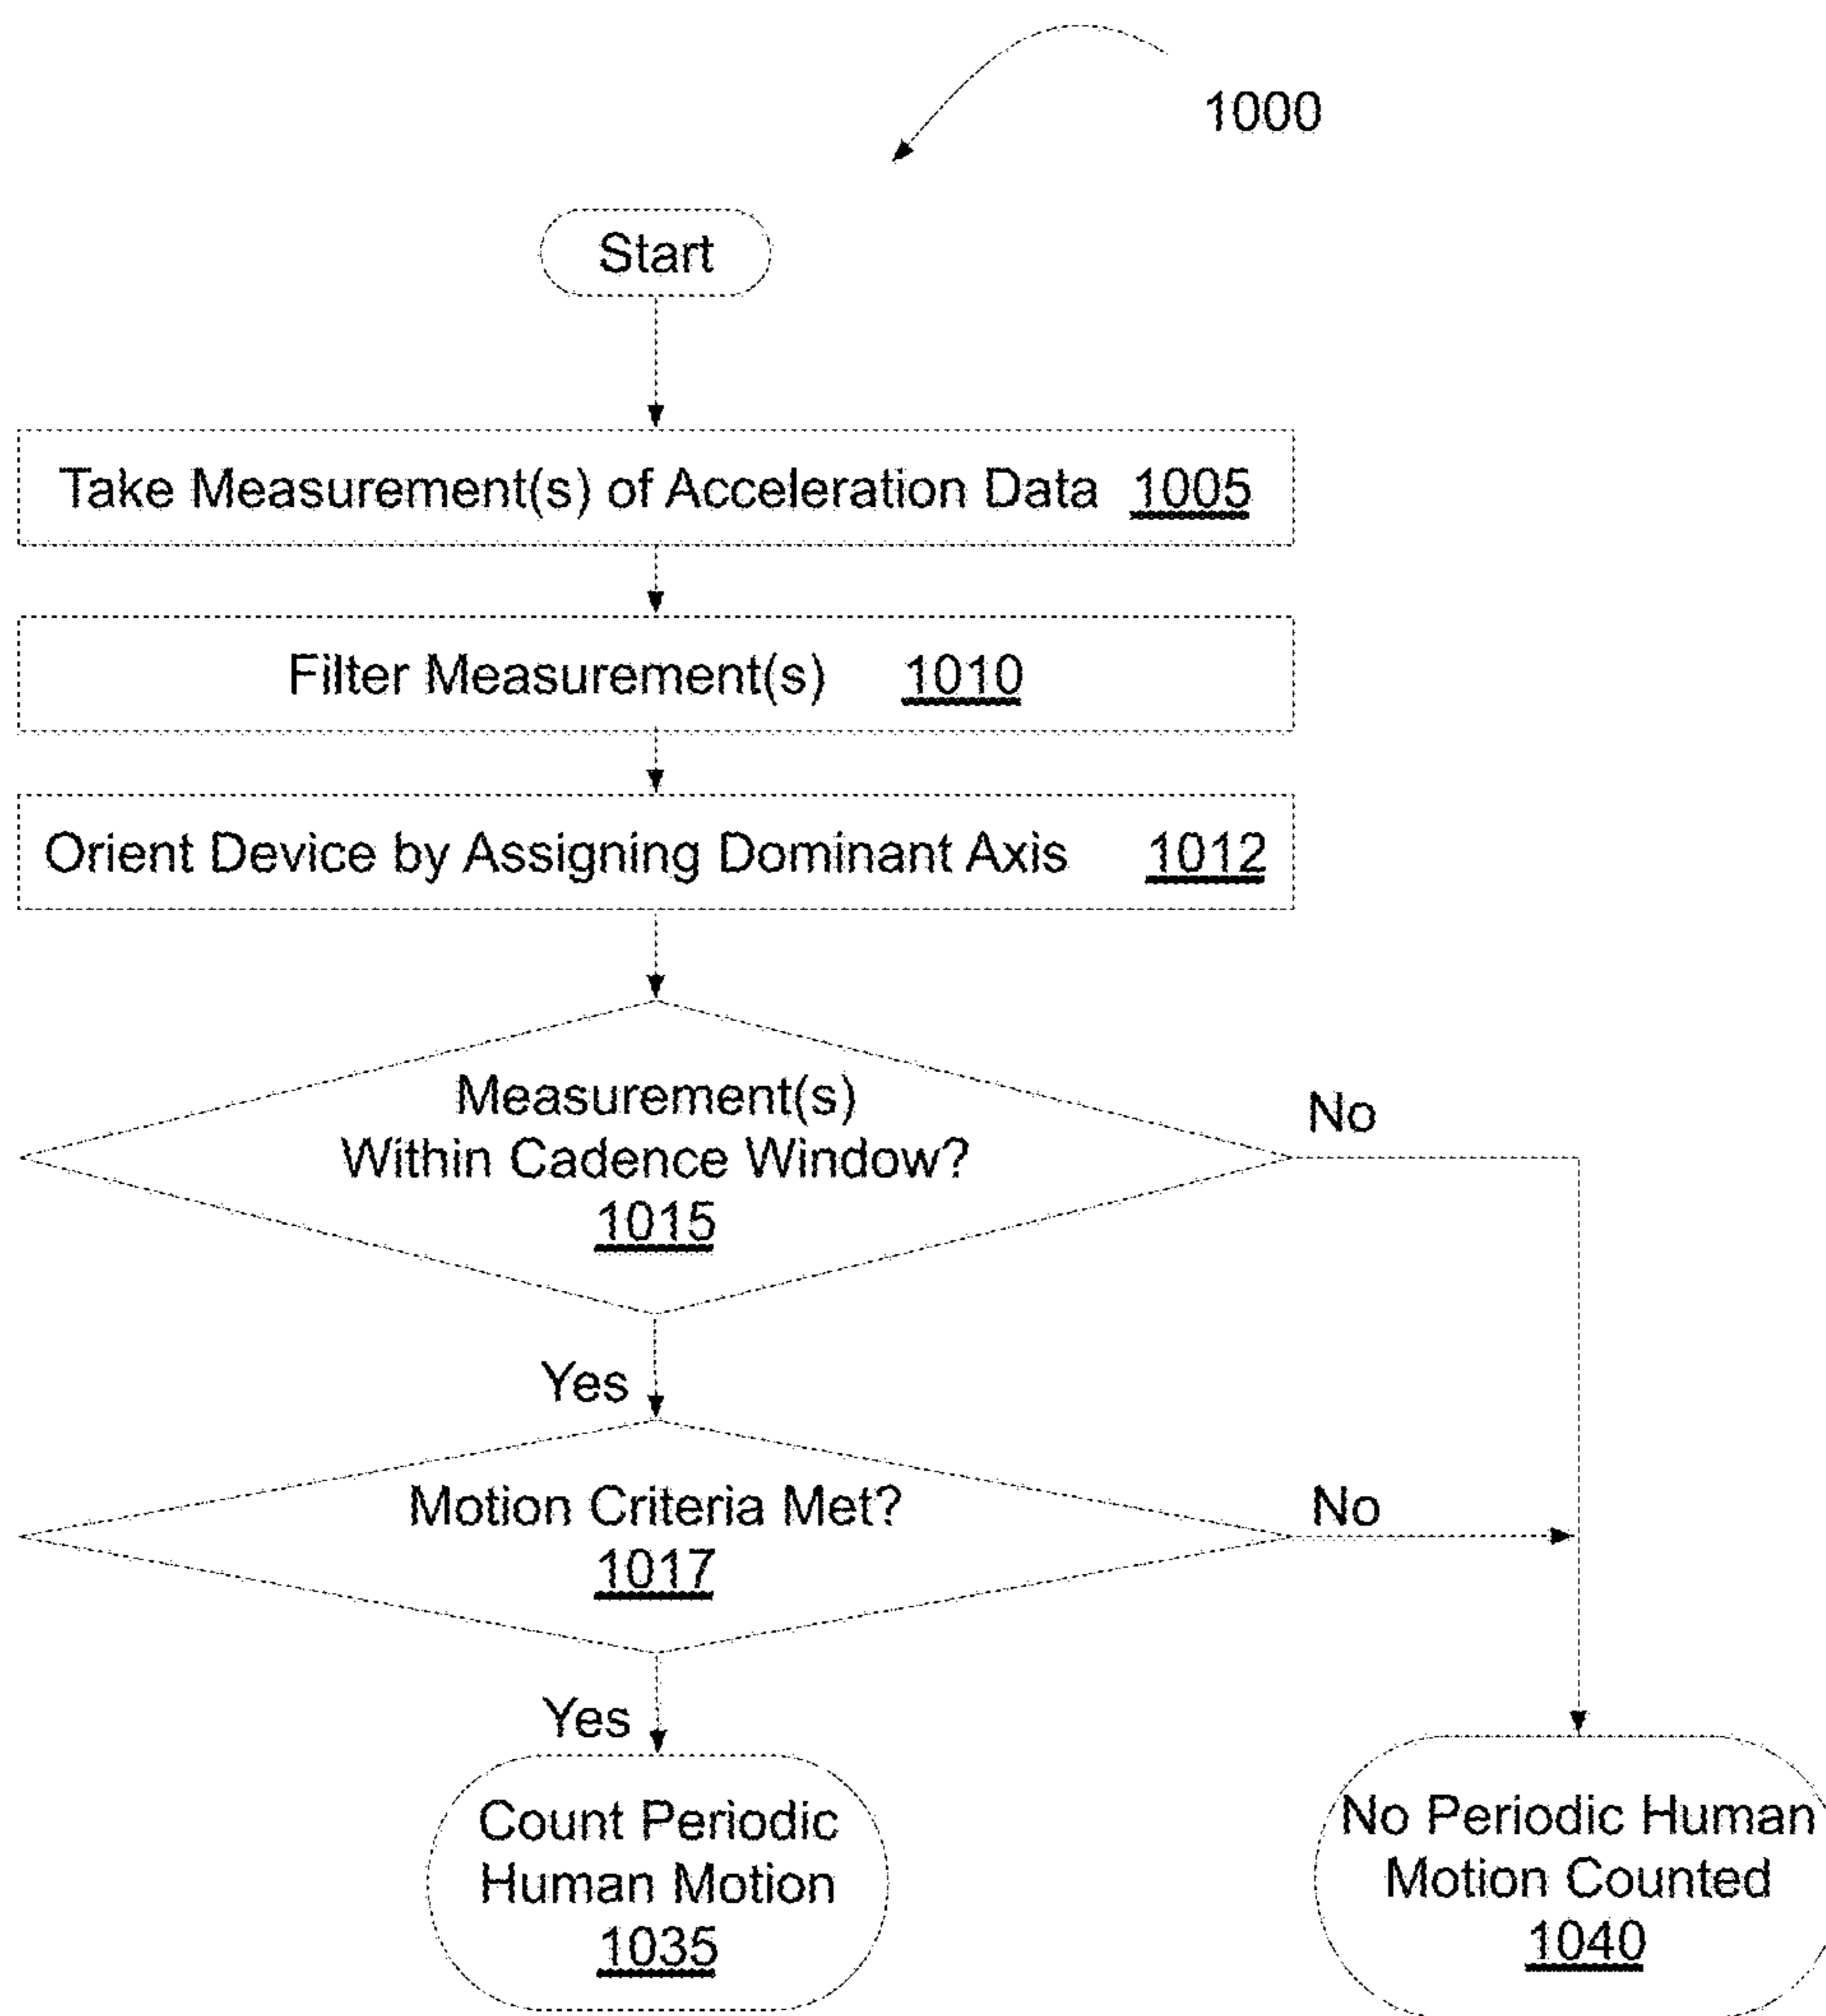 1000
Start
Take Measurement(s) of Acceleration Data 1005
Filter Measurement(s) 1010
Orient Device by Assigning Dominant Axis 1012
Measurement(s)
Within Cadence Window?
1015
No
Yes
Motion Criteria Met?
1017
No
Yes
Count Periodic
Human Motion
1035
No Periodic Human
Motion Counted
1040